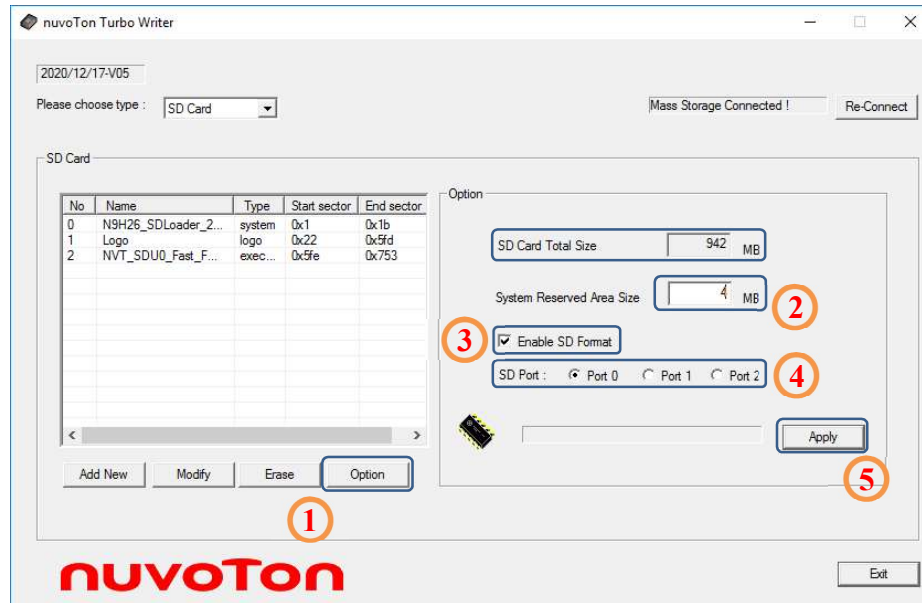 nuvoTon Turbo Writer
2020/12/17-V05
Please choose type : SD Card
Mass Storage Connected ! Re-Connect
SD Card
No Name Type Start sector End sector
0 N9H26_SDLoader_2... system 0x1 0x1b
1 Logo logo 0x22 0x5fd
2 NVT_SDU0_Fast_F... exec... 0x5fe 0x753
Add New Modify Erase Option
1
Option
SD Card Total Size 942 MB
System Reserved Area Size 4 MB
2
3 Enable SD Format
SD Port : Port 0 Port 1 Port 2
4
Apply
5
nuvoTon
Exit